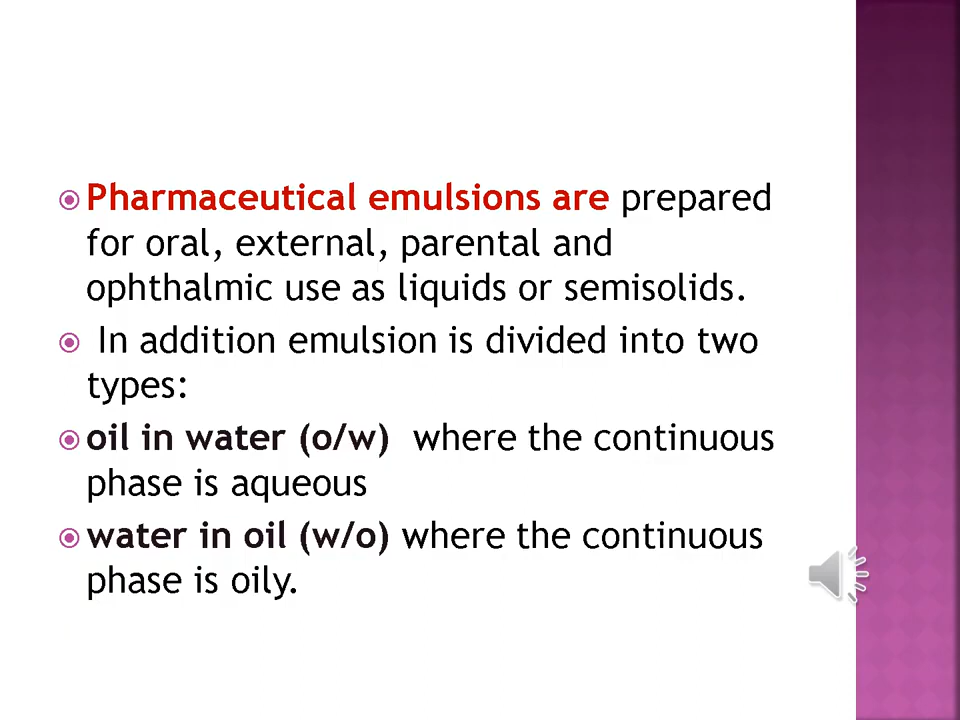 Pharmaceutical emulsions are prepared
for oral, external, parental and
ophthalmic use as liquids or semisolids.
In addition emulsion is divided into two
types:
oil in water (o/w) where the continuous
phase is aqueous
water in oil (w/o) where the continuous
phase is oily.